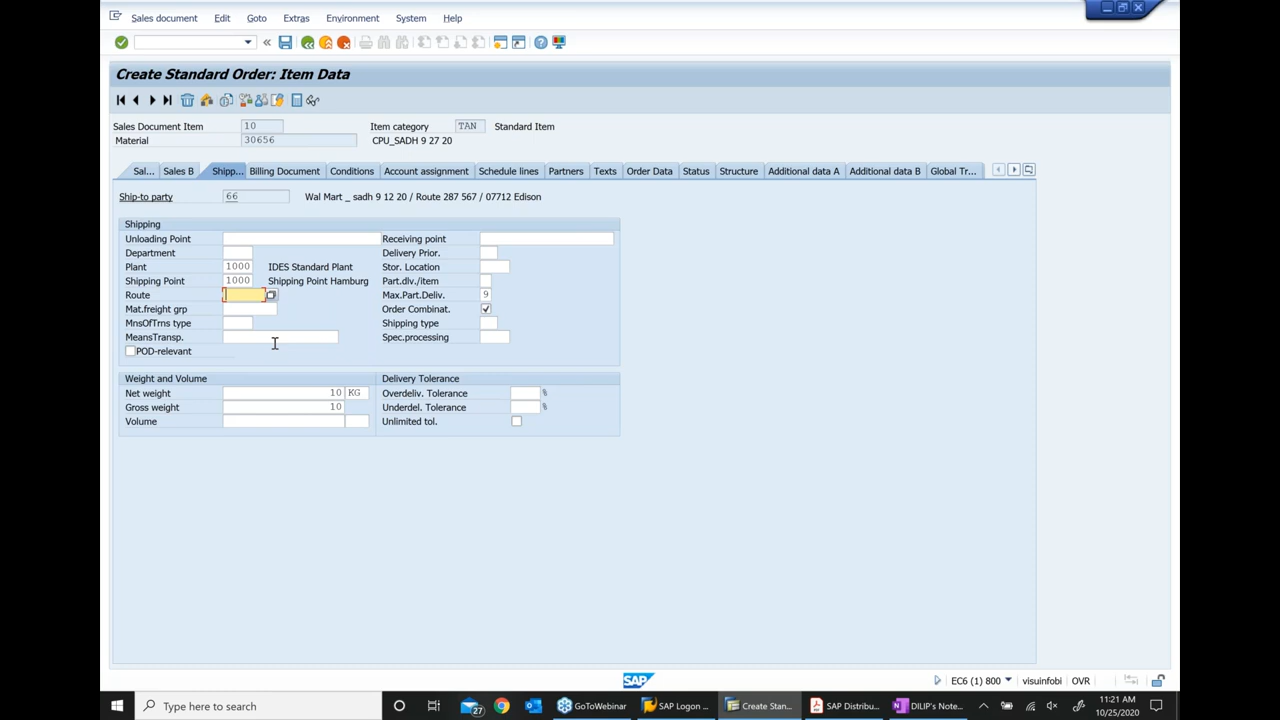 Sales document Edit Goto Extras Environment System Help
Create Standard Order: Item Data
Sales Document Item 10 Item category TAN Standard Item
Material 30656 CPU_SADH 9 27 20
Sal... Sales B Shipp... Billing Document Conditions Account assignment Schedule lines Partners Texts Order Data Status Structure Additional data A Additional data B Global Tr...
Ship-to party 66 Wal Mart _ sadh 9 12 20 / Route 287 567 / 07712 Edison
Shipping
Unloading Point Receiving point
Department Delivery Prior.
Plant 1000 IDES Standard Plant Stor. Location
Shipping Point 1000 Shipping Point Hamburg Part.dlv./item
Route Max.Part.Deliv. 9
Mat.freight grp Order Combinat.
MnsOfTrns type Shipping type
MeansTransp. Spec.processing
POD-relevant
Weight and Volume Delivery Tolerance
Net weight 10 KG Overdeliv. Tolerance %
Gross weight 10 Underdel. Tolerance %
Volume Unlimited tol.
SAP EC6 (1) 800 visuinfobi OVR
Type here to search 27 GoToWebinar SAP Logon ... Create Stan... SAP Distribu... DILIP's Note... 11:21 AM
10/25/2020